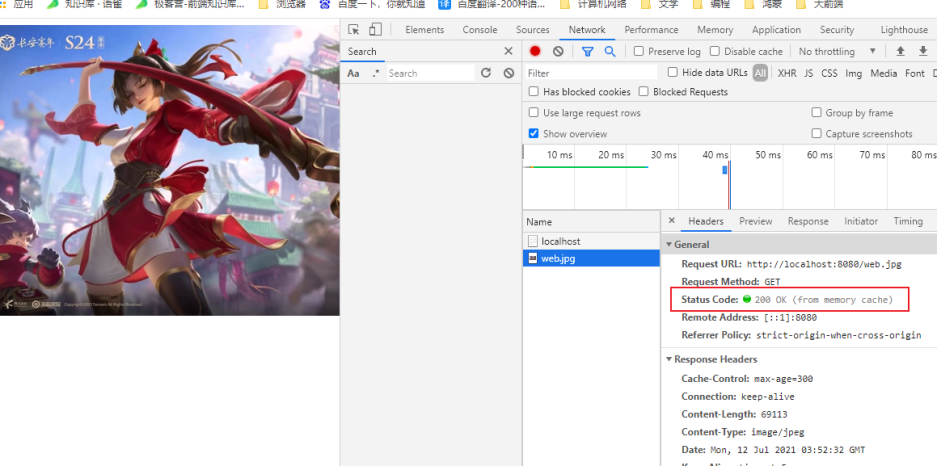 应用 知识库 · 语雀 极客营-前端知识库... 浏览器 百度一下，你就知道 百度翻译-200种语... 计算机网络 文学 编程 鸿蒙 大前端
长安赛年 S24
Elements Console Sources Network Performance Memory Application Security Lighthouse
Search
Preserve log Disable cache No throttling
Aa .* Search
Filter Hide data URLs All XHR JS CSS Img Media Font
Has blocked cookies Blocked Requests
Use large request rows Group by frame
Show overview Capture screenshots
10 ms 20 ms 30 ms 40 ms 50 ms 60 ms 70 ms 80 ms
Name Headers Preview Response Initiator Timing
localhost
web.jpg
General
Request URL: http://localhost:8080/web.jpg
Request Method: GET
Status Code: 200 OK (from memory cache)
Remote Address: [::1]:8080
Referrer Policy: strict-origin-when-cross-origin
Response Headers
Cache-Control: max-age=300
Connection: keep-alive
Content-Length: 69113
Content-Type: image/jpeg
Date: Mon, 12 Jul 2021 03:52:32 GMT